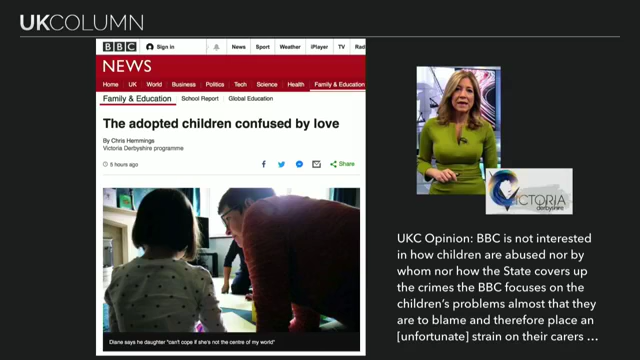 UKCOLUMN
BBC Sign in News Sport Weather iPlayer TV Rad
NEWS
Home UK World Business Politics Tech Science Health Family & Education
Family & Education School Report Global Education
The adopted children confused by love
By Chris Hemmings
Victoria Derbyshire programme
5 hours ago
Share
Diane says he daughter "can't cope if she's not the centre of my world"
VICTORIA
derbyshire
UKC Opinion: BBC is not interested
in how children are abused nor by
whom nor how the State covers up
the crimes the BBC focuses on the
children's problems almost that they
are to blame and therefore place an
[unfortunate] strain on their carers ...